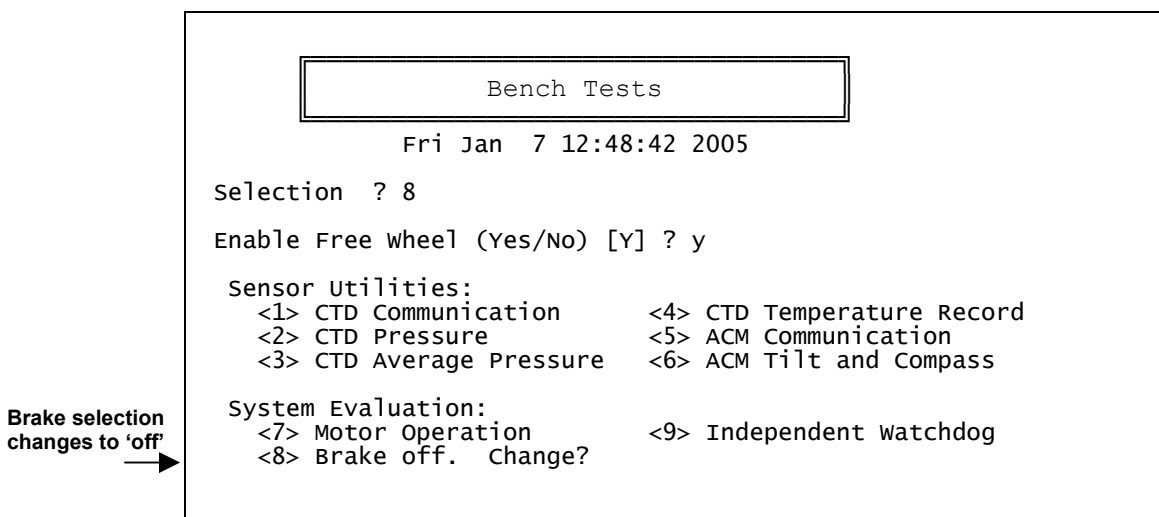 Bench Tests
Fri Jan  7 12:48:42 2005
Selection  ? 8
Enable Free Wheel (Yes/No) [Y] ? y
Sensor Utilities:
<1> CTD Communication <4> CTD Temperature Record
<2> CTD Pressure <5> ACM Communication
<3> CTD Average Pressure <6> ACM Tilt and Compass
System Evaluation:
<7> Motor Operation <9> Independent Watchdog
<8> Brake off.  Change?
Brake selection
changes to ‘off’